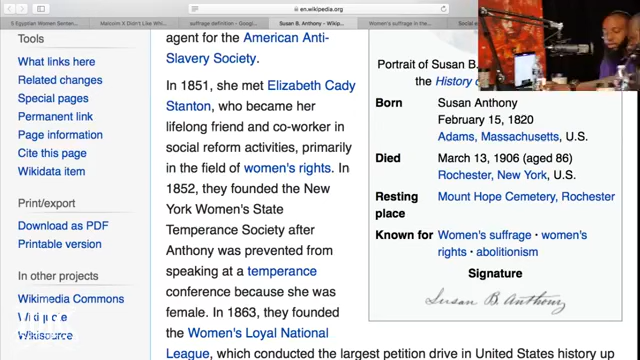 en.wikipedia.org
5 Egyptian Women Semen...
Malcolm X Didn't Like Whi...
suffrage definition - Googl...
Susan B. Anthony - Wikip...
Women's suffrage in the...
Social e
Tools
What links here
Related changes
Special pages
Permanent link
Page information
Cite this page
Wikidata item
Print/export
Download as PDF
Printable version
In other projects
Wikimedia Commons
Wikisource
agent for the American Anti-
Slavery Society.
In 1851, she met Elizabeth Cady
Stanton, who became her
lifelong friend and co-worker in
social reform activities, primarily
in the field of women's rights. In
1852, they founded the New
York Women's State
Temperance Society after
Anthony was prevented from
speaking at a temperance
conference because she was
female. In 1863, they founded
the Women's Loyal National
League, which conducted the largest petition drive in United States history up
Portrait of Susan B.
the History
Born Susan Anthony
February 15, 1820
Adams, Massachusetts, U.S.
Died March 13, 1906 (aged 86)
Rochester, New York, U.S.
Resting place Mount Hope Cemetery, Rochester
Known for Women's suffrage · women's
rights · abolitionism
Signature
Susan B. Anthony